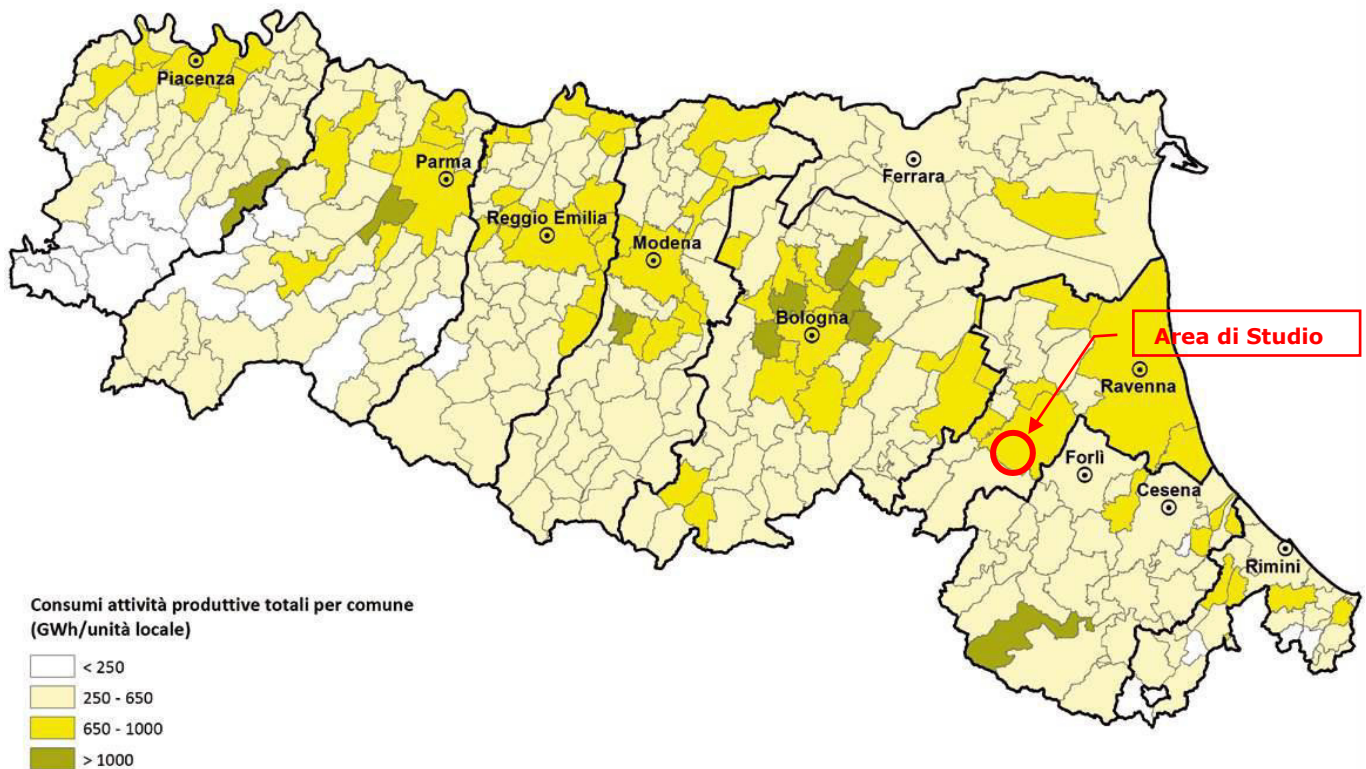 Piacenza
Parma
Reggio Emilia
Modena
Ferrara
Bologna
Area di Studio
Ravenna
Forlì
Cesena
Rimini
Consumi attività produttive totali per comune
(GWh/unità locale)
< 250
250 - 650
650 - 1000
> 1000